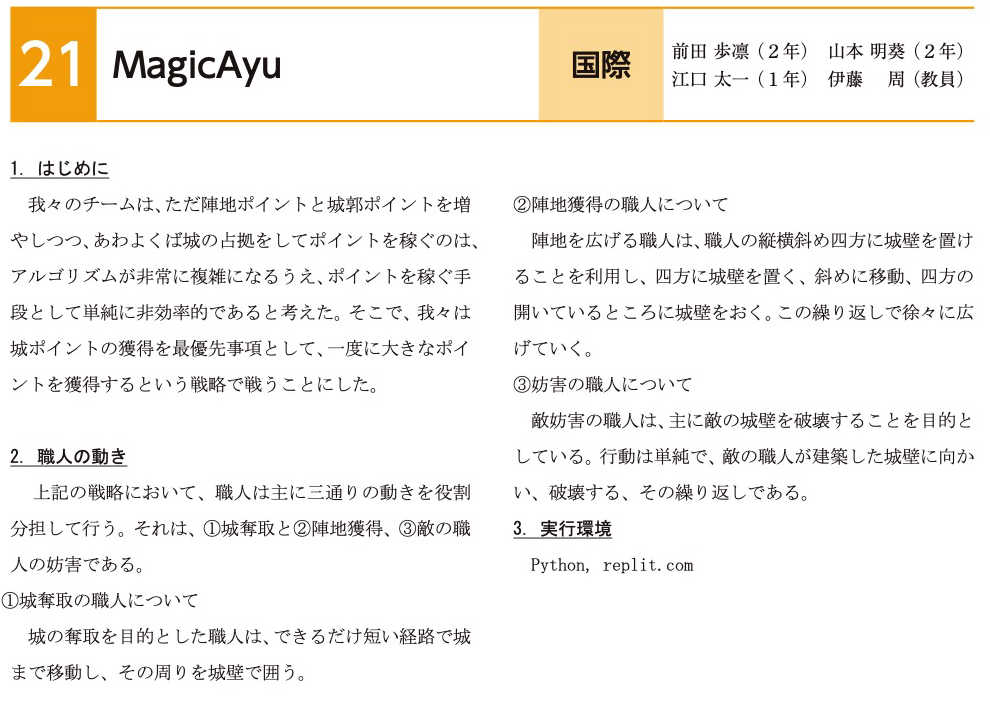 21
MagicAyu
国際
前田 歩凛（２年） 山本 明葵（２年）
江口 太一（１年） 伊藤　周（教員）
1. はじめに
我々のチームは、ただ陣地ポイントと城郭ポイントを増
やしつつ、あわよくば城の占拠をしてポイントを稼ぐのは、
アルゴリズムが非常に複雑になるうえ、ポイントを稼ぐ手
段として単純に非効率的であると考えた。そこで、我々は
城ポイントの獲得を最優先事項として、一度に大きなポイ
ントを獲得するという戦略で戦うことにした。
2. 職人の動き
上記の戦略において、職人は主に三通りの動きを役割
分担して行う。それは、①城奪取と②陣地獲得、③敵の職
人の妨害である。
①城奪取の職人について
城の奪取を目的とした職人は、できるだけ短い経路で城
まで移動し、その周りを城壁で囲う。
②陣地獲得の職人について
陣地を広げる職人は、職人の縦横斜め四方に城壁を置け
ることを利用し、四方に城壁を置く、斜めに移動、四方の
開いているところに城壁をおく。この繰り返しで徐々に広
げていく。
③妨害の職人について
敵妨害の職人は、主に敵の城壁を破壊することを目的と
している。行動は単純で、敵の職人が建築した城壁に向か
い、破壊する、その繰り返しである。
3. 実行環境
Python, replit.com